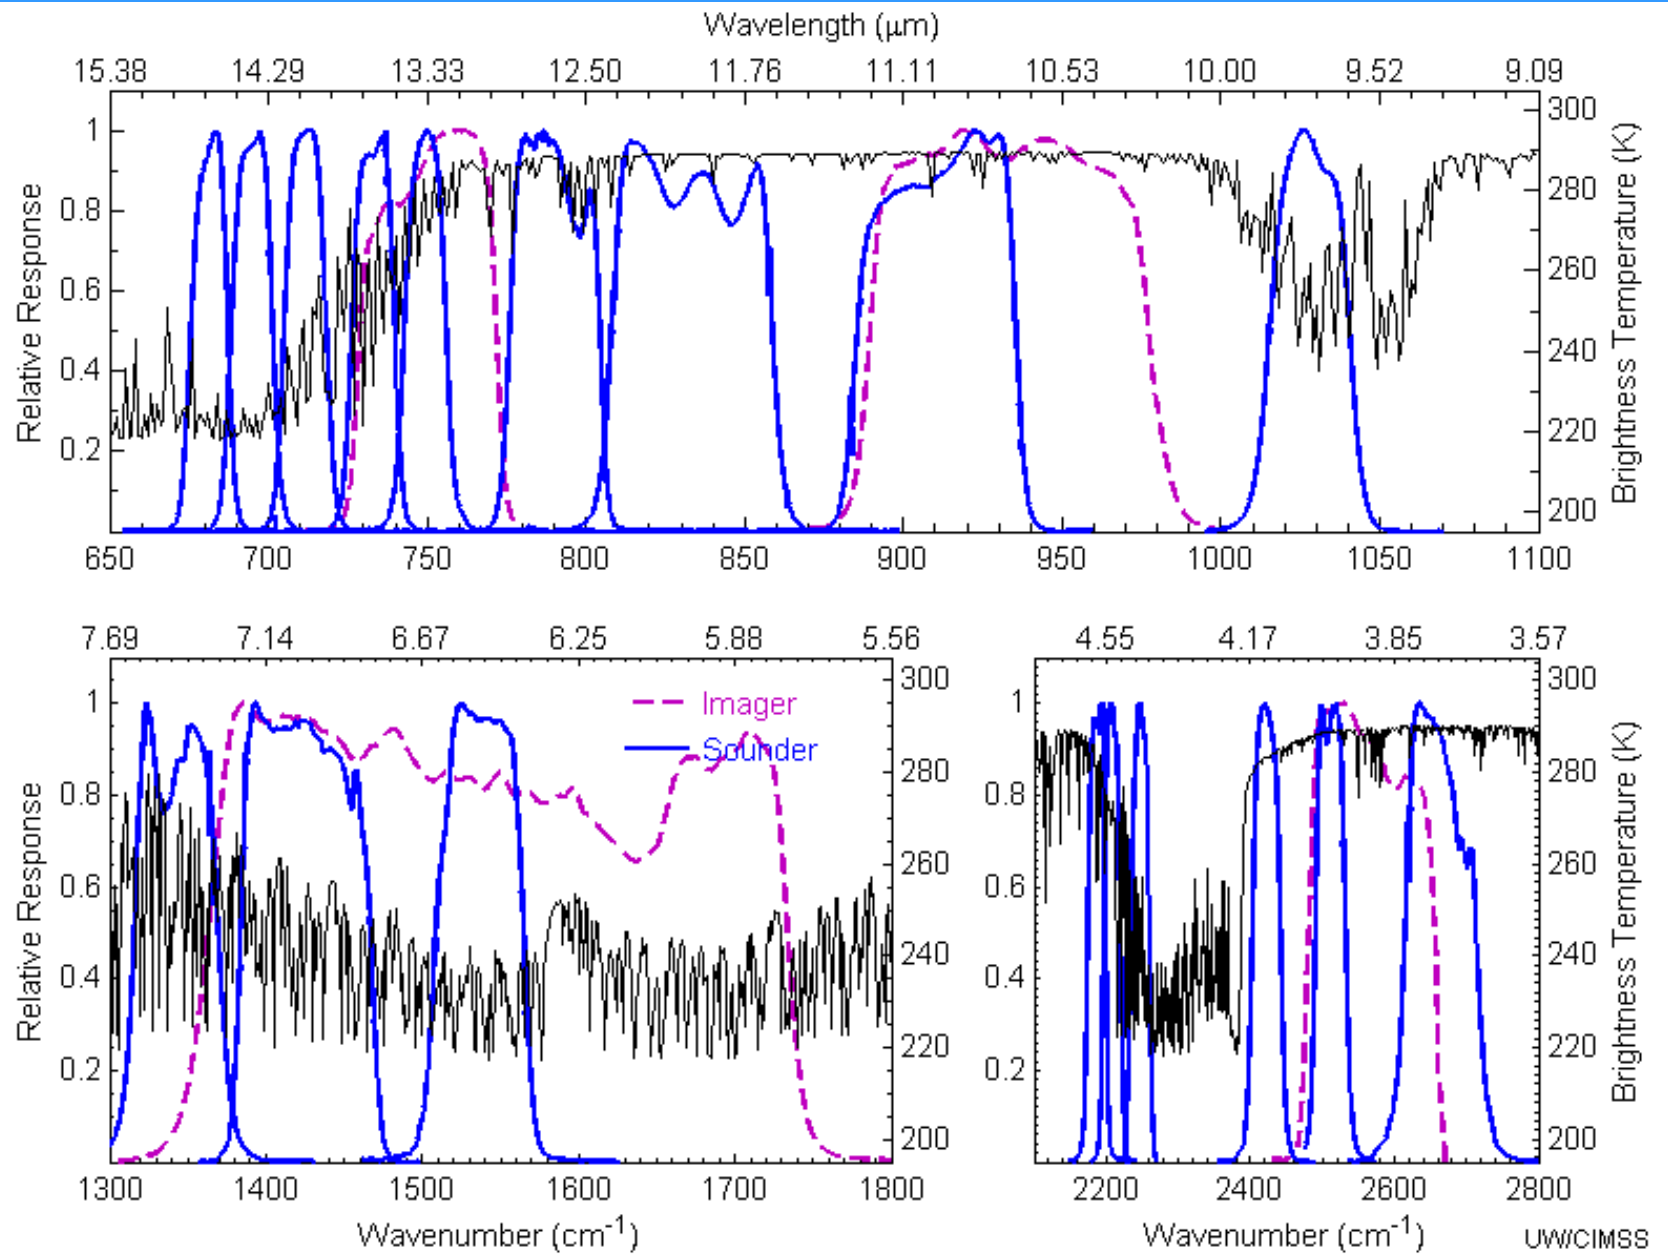 Wavelength (μm)
15.38 14.29 13.33 12.50 11.76 11.11 10.53 10.00 9.52 9.09
Relative Response
1
0.8
0.6
0.4
0.2
300
280
260
240
220
200
Brightness Temperature (K)
650 700 750 800 850 900 950 1000 1050 1100
7.69 7.14 6.67 6.25 5.88 5.56
Relative Response
1
0.8
0.6
0.4
0.2
Imager
Sounder
300
280
260
240
220
200
1300 1400 1500 1600 1700 1800
Wavenumber (cm-1)
4.55 4.17 3.85 3.57
1
0.8
0.6
0.4
0.2
300
280
260
240
220
200
Brightness Temperature (K)
2200 2400 2600 2800
Wavenumber (cm-1)
UW/CIMSS